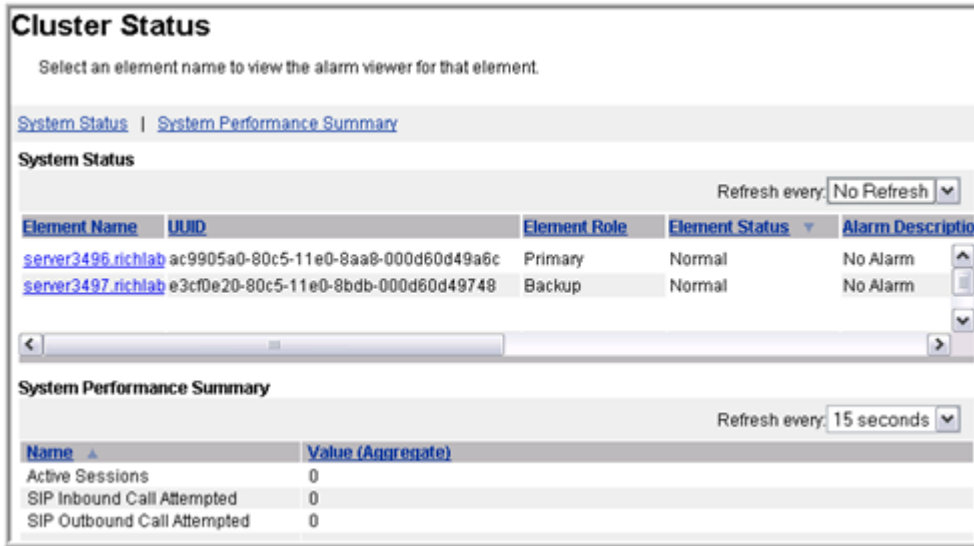 Cluster Status
Select an element name to view the alarm viewer for that element.
System Status | System Performance Summary
System Status
Refresh every: No Refresh
Element Name UUID Element Role Element Status Alarm Descriptio
server3496.richlab ac9905a0-80c5-11e0-8aa8-000d60d49a6c Primary Normal No Alarm
server3497.richlab e3cf0e20-80c5-11e0-8bdb-000d60d49748 Backup Normal No Alarm
System Performance Summary
Refresh every: 15 seconds
Name Value (Aggregate)
Active Sessions 0
SIP Inbound Call Attempted 0
SIP Outbound Call Attempted 0